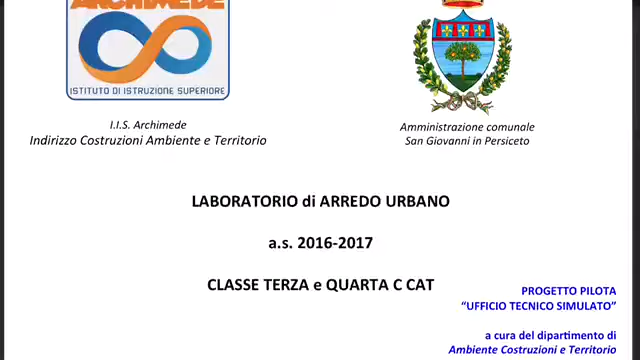 ARCHIMEDE
ISTITUTO DI ISTRUZIONE SUPERIORE
I.I.S. Archimede
Indirizzo Costruzioni Ambiente e Territorio
Amministrazione comunale
San Giovanni in Persiceto
LABORATORIO di ARREDO URBANO
a.s. 2016-2017
CLASSE TERZA e QUARTA C CAT
PROGETTO PILOTA
“UFFICIO TECNICO SIMULATO”
a cura del dipartimento di
Ambiente Costruzioni e Territorio